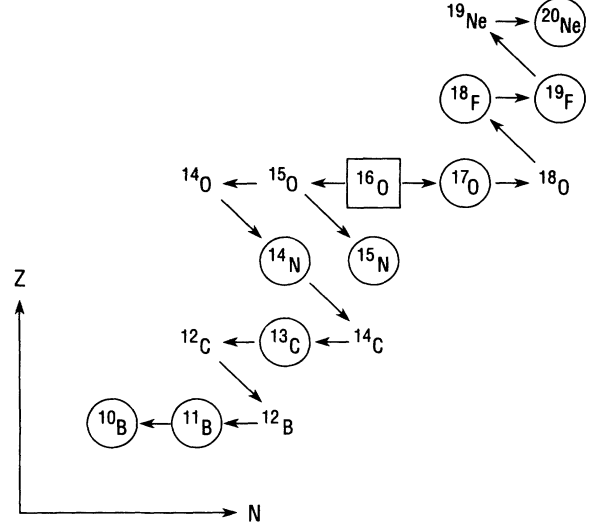 ¹⁹Ne ²⁰Ne
¹⁸F ¹⁹F
¹⁴O ¹⁵O ¹⁶O ¹⁷O ¹⁸O
¹⁴N ¹⁵N
Z
¹²C ¹³C ¹⁴C
¹⁰B ¹¹B ¹²B
N